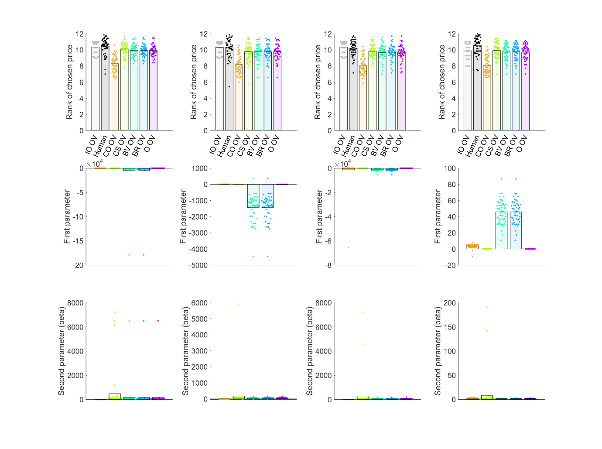 12 12 12 12
10 10 10 10
8 8 8 8
6 6 6 6
4 4 4 4
2 2 2 2
0 0 0 0
Rank of chosen price Rank of chosen price Rank of chosen price Rank of chosen price
IO OV Human CO OV CS OV BV OV BR OV O OV
IO OV Human CO OV CS OV BV OV BR OV O OV
IO OV Human CO OV CS OV BV OV BR OV O OV
IO OV Human CO OV CS OV BV OV BR OV O OV
×10⁴
0
-5
-10
-15
-20
First parameter
1000
0
-1000
-2000
-3000
-4000
-5000
First parameter
×10⁴
0
-2
-4
-6
-8
First parameter
100
80
60
40
20
0
-20
First parameter
8000
6000
4000
2000
0
Second parameter (beta)
6000
5000
4000
3000
2000
1000
0
Second parameter (beta)
8000
6000
4000
2000
0
Second parameter (beta)
200
150
100
50
0
Second parameter (beta)